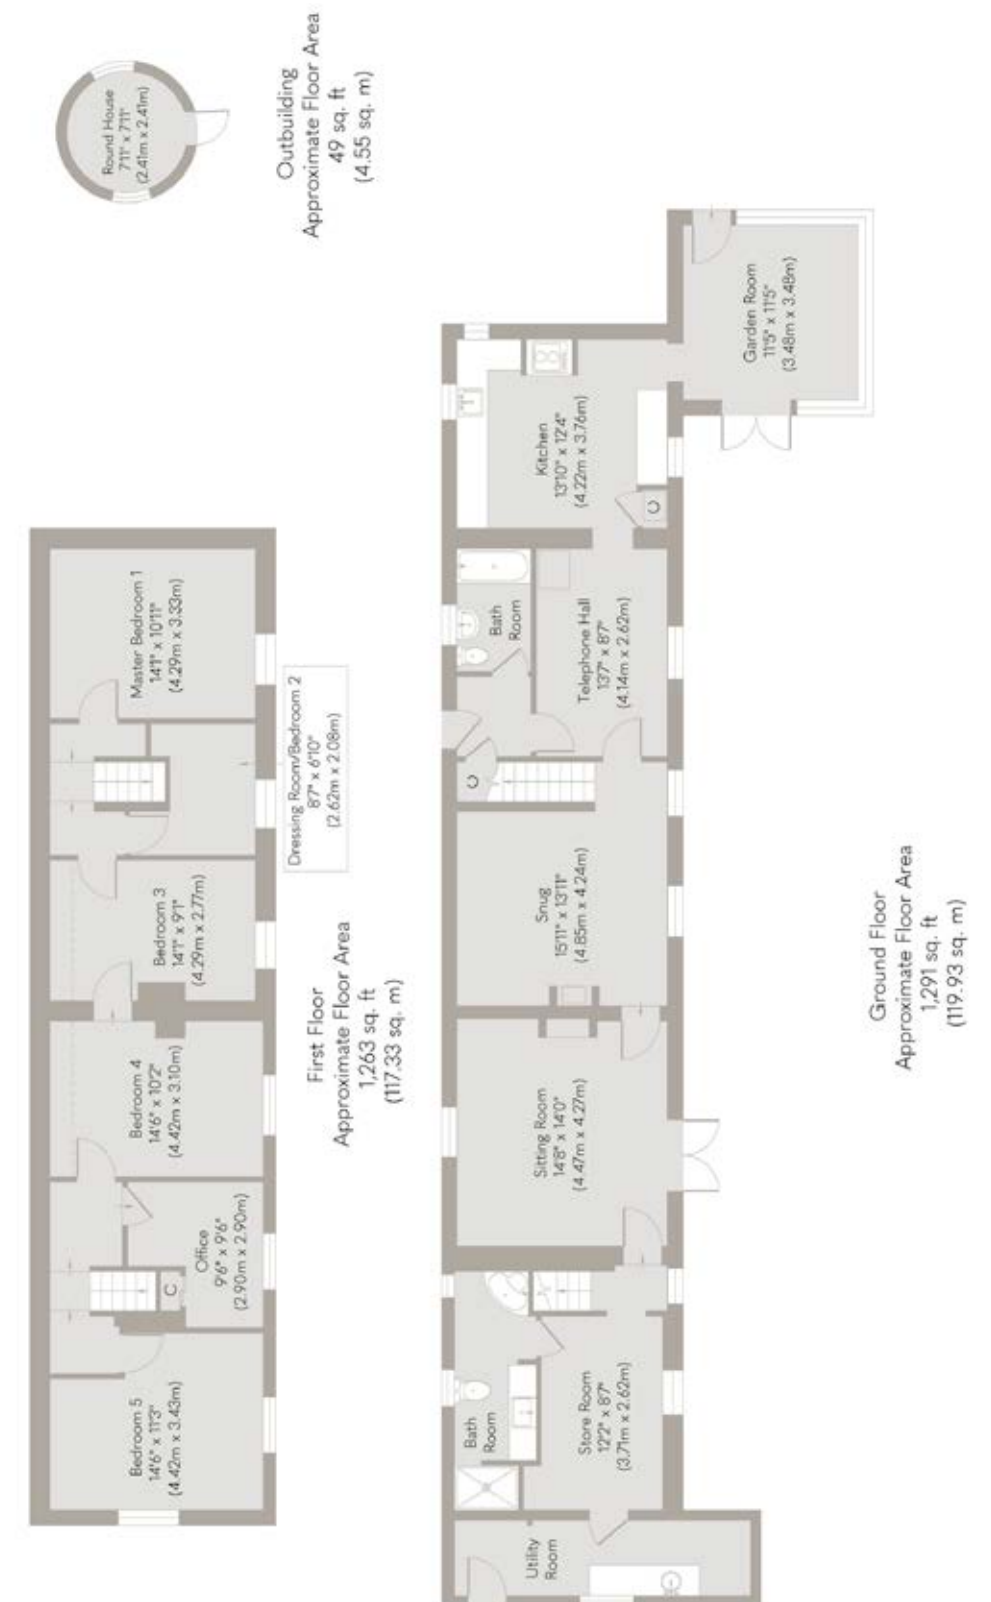 Round House
7'11" x 7'11"
(2.41m x 2.41m)
Outbuilding
Approximate Floor Area
49 sq. ft
(4.55 sq. m)
Bedroom 5
14'6" x 11'3"
(4.42m x 3.43m)
Office
9'6" x 9'6"
(2.90m x 2.90m)
C
Bedroom 4
14'6" x 10'2"
(4.42m x 3.10m)
Bedroom 3
14'1" x 9'1"
(4.29m x 2.77m)
Dressing Room/Bedroom 2
8'7" x 6'10"
(2.62m x 2.08m)
Master Bedroom 1
14'1" x 10'11"
(4.29m x 3.33m)
First Floor
Approximate Floor Area
1,263 sq. ft
(117.33 sq. m)
Utility
Room
Bath
Room
Store Room
12'2" x 8'7"
(3.71m x 2.62m)
Sitting Room
14'8" x 14'0"
(4.47m x 4.27m)
Snug
15'11" x 13'11"
(4.85m x 4.24m)
C
Bath
Room
Telephone Hall
13'7" x 8'7"
(4.14m x 2.62m)
Kitchen
13'10" x 12'4"
(4.22m x 3.76m)
C
Garden Room
11'5" x 11'5"
(3.48m x 3.48m)
Ground Floor
Approximate Floor Area
1,291 sq. ft
(119.93 sq. m)